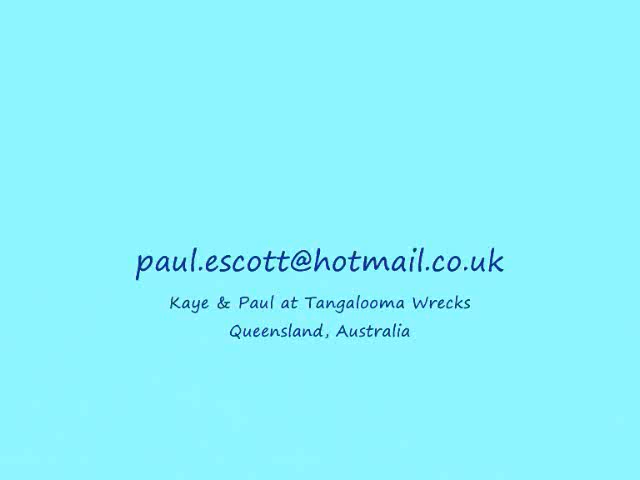 paul.escott@hotmail.co.uk
Kaye & Paul at Tangalooma Wrecks
Queensland, Australia